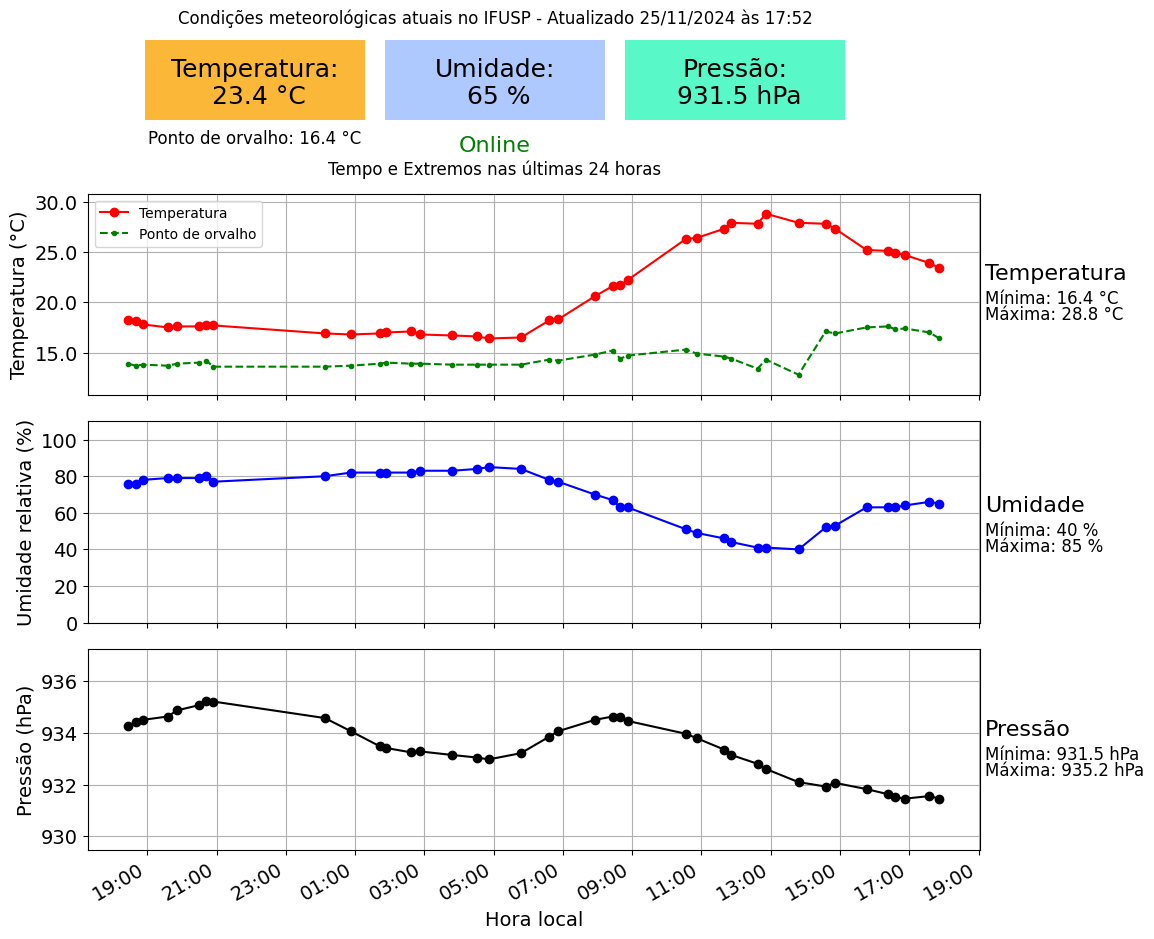 Condições meteorológicas atuais no IFUSP - Atualizado 25/11/2024 às 17:52
Temperatura:
23.4 °C
Umidade:
65 %
Pressão:
931.5 hPa
Ponto de orvalho: 16.4 °C
Online
Tempo e Extremos nas últimas 24 horas
Temperatura (°C)
30.0
25.0
20.0
15.0
Temperatura
Ponto de orvalho
Temperatura
Mínima: 16.4 °C
Máxima: 28.8 °C
Umidade relativa (%)
100
80
60
40
20
0
Umidade
Mínima: 40 %
Máxima: 85 %
Pressão (hPa)
936
934
932
930
Pressão
Mínima: 931.5 hPa
Máxima: 935.2 hPa
19:00
21:00
23:00
01:00
03:00
05:00
07:00
09:00
11:00
13:00
15:00
17:00
19:00
Hora local